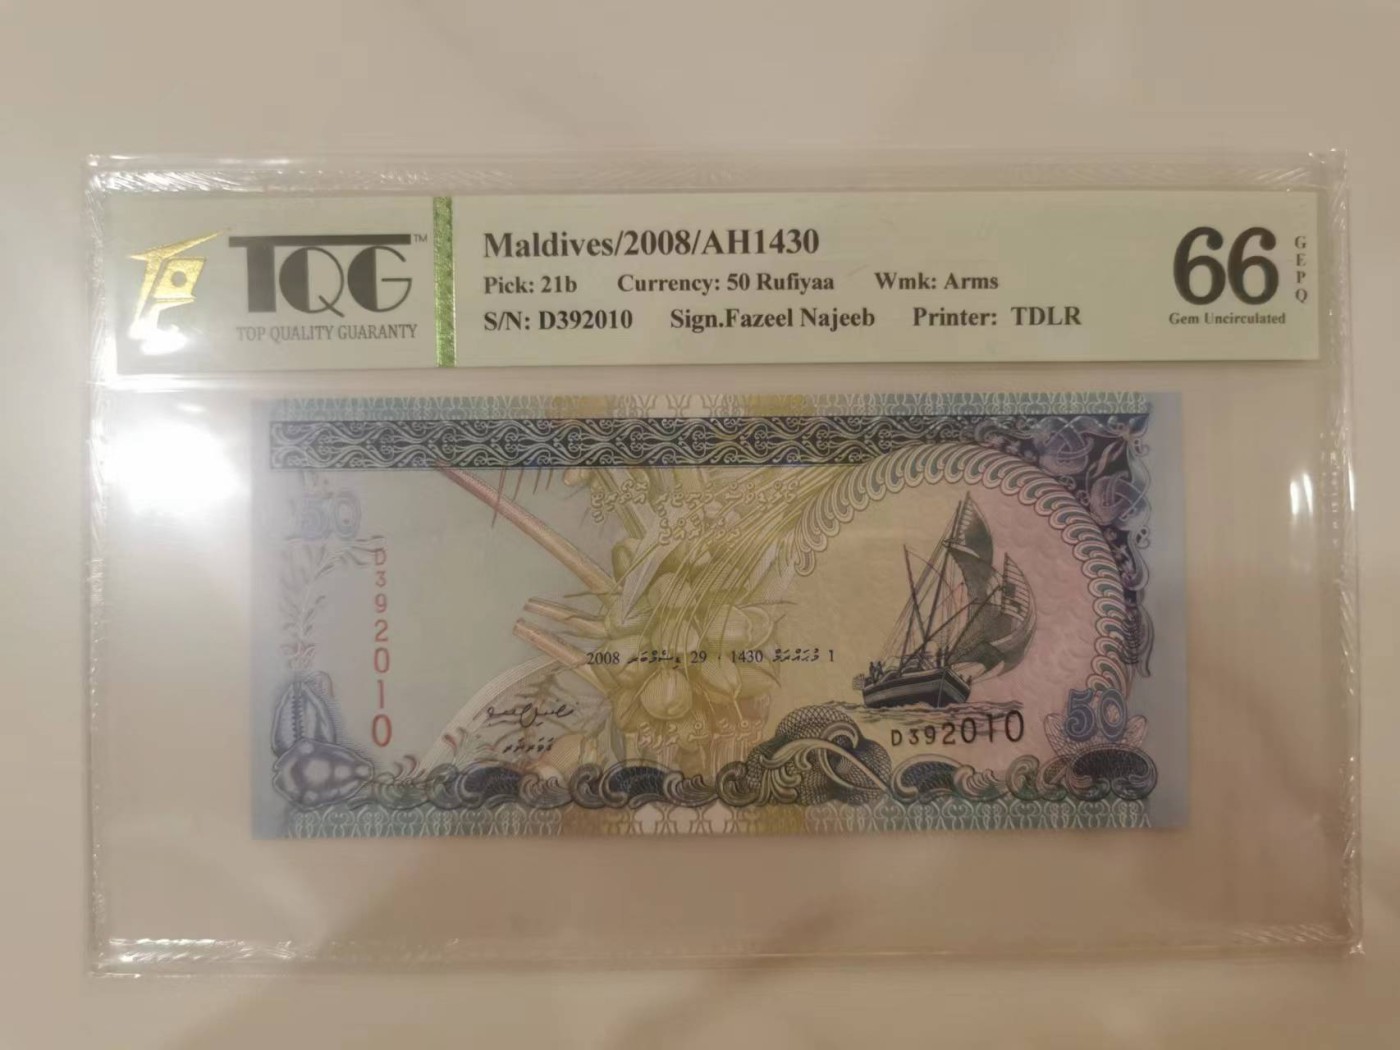 TQG™
TOP QUALITY GUARANTY
Maldives/2008/AH1430
Pick: 21b Currency: 50 Rufiyaa Wmk: Arms
S/N: D392010 Sign.Fazeel Najeeb Printer: TDLR
66
GEPQ
Gem Uncirculated
50
D392010
1 މުޙައްރަމް 1430 ، 29 ޑިސެމްބަރ 2008
50
D392010